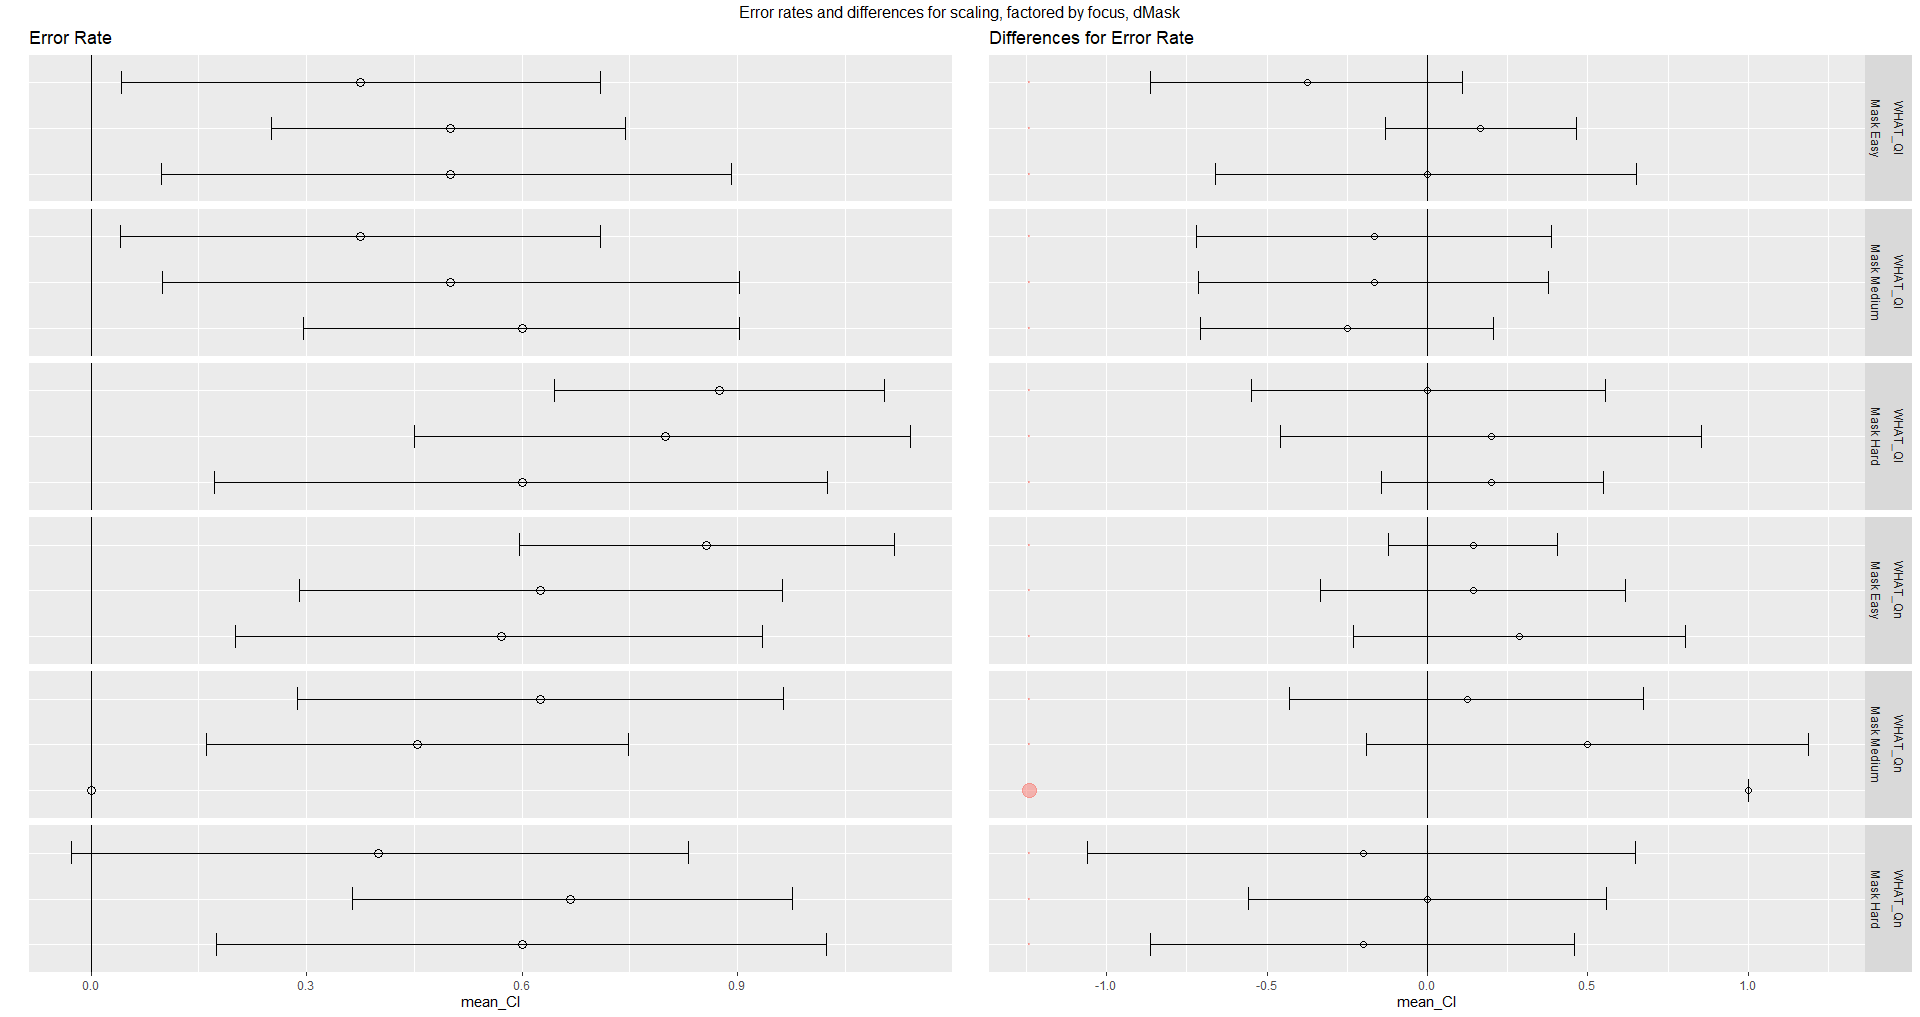 Error rates and differences for scaling, factored by focus, dMask
Error Rate
Differences for Error Rate
WHAT_Ql
Mask Easy
WHAT_Ql
Mask Medium
WHAT_Ql
Mask Hard
WHAT_Qn
Mask Easy
WHAT_Qn
Mask Medium
WHAT_Qn
Mask Hard
0.0 0.3 0.6 0.9
mean_CI
-1.0 -0.5 0.0 0.5 1.0
mean_CI